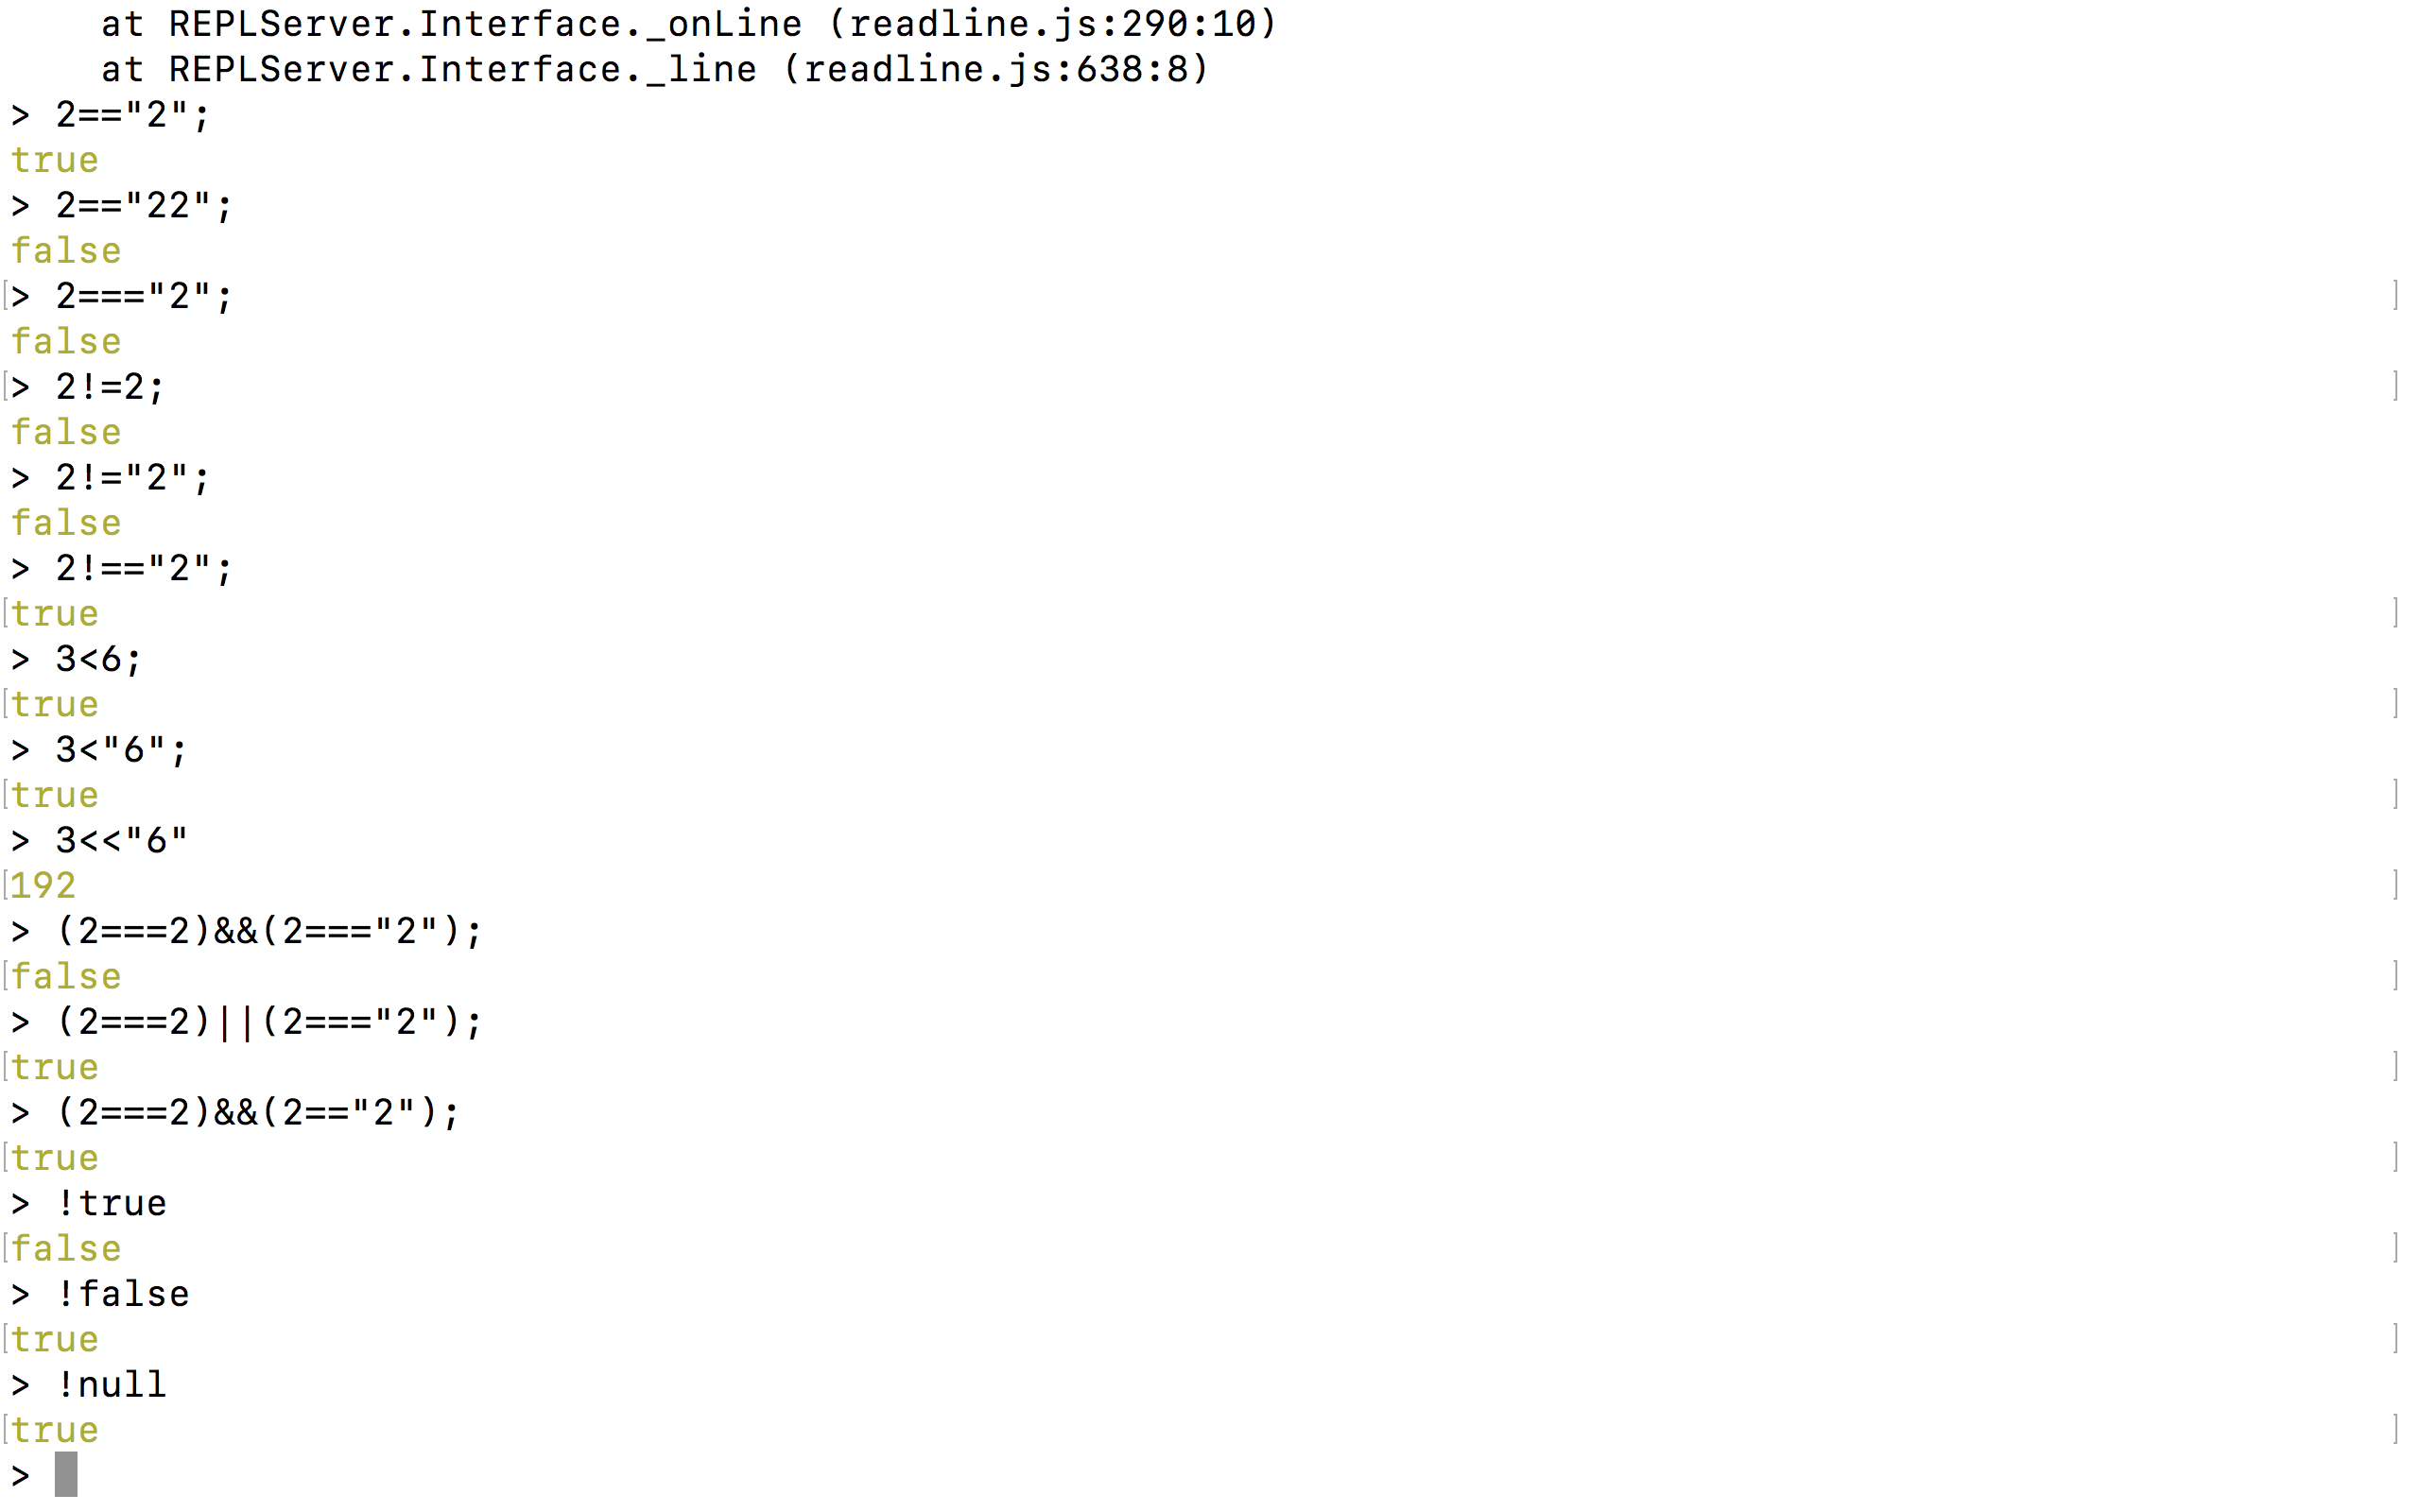 at REPLServer.Interface._onLine (readline.js:290:10)
    at REPLServer.Interface._line (readline.js:638:8)
> 2=="2";
true
> 2=="22";
false
[> 2==="2"; ]
false
[> 2!=2; ]
false
> 2!="2";
false
> 2!=="2";
[true ]
> 3<6;
[true ]
> 3<"6";
[true ]
> 3<<"6"
[192 ]
> (2===2)&&(2==="2");
[false ]
> (2===2)||(2==="2");
[true ]
> (2===2)&&(2=="2");
[true ]
> !true
[false ]
> !false
[true ]
> !null
[true ]
>